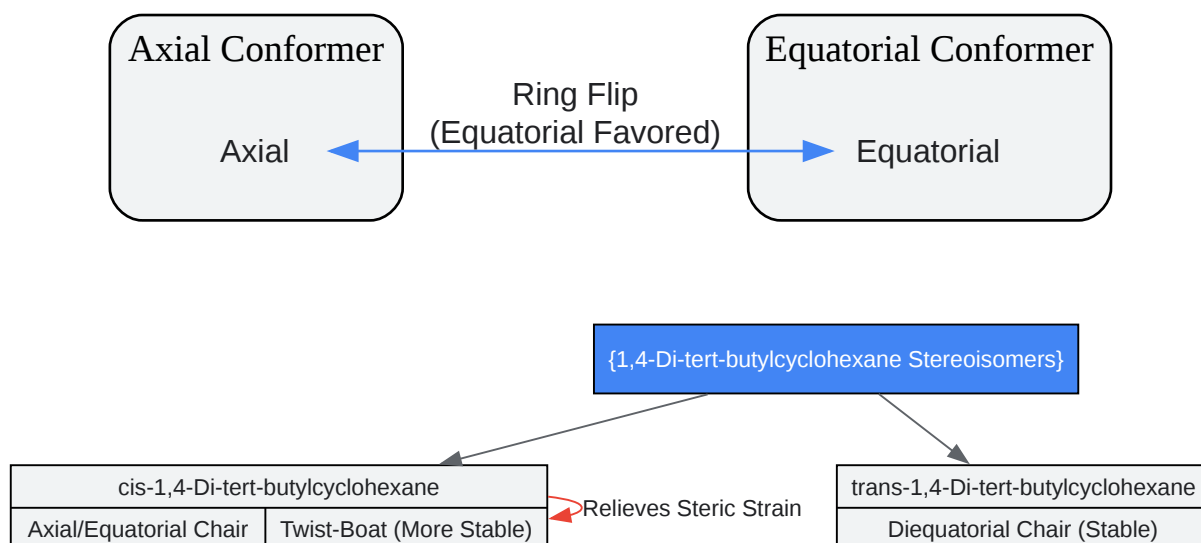 Axial Conformer
Equatorial Conformer
Ring Flip
(Equatorial Favored)
Axial
Equatorial
{1,4-Di-tert-butylcyclohexane Stereoisomers}
cis-1,4-Di-tert-butylcyclohexane
Axial/Equatorial Chair
Twist-Boat (More Stable)
Relieves Steric Strain
trans-1,4-Di-tert-butylcyclohexane
Diequatorial Chair (Stable)